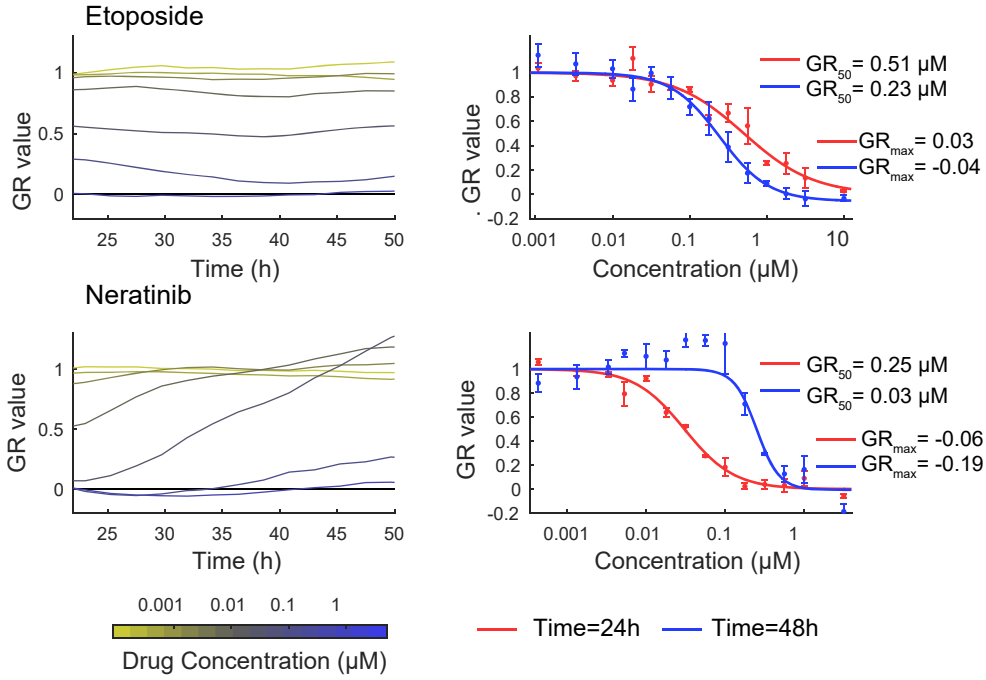 Etoposide
GR value
1
0.5
0
25 30 35 40 45 50
Time (h)
GR value
1
0.8
0.6
0.4
0.2
0
-0.2
0.001 0.01 0.1 1 10
Concentration (µM)
GR50= 0.51 µM
GR50= 0.23 µM
GRmax= 0.03
GRmax= -0.04
Neratinib
GR value
1
0.5
0
25 30 35 40 45 50
Time (h)
GR value
1
0.8
0.6
0.4
0.2
0
-0.2
0.001 0.01 0.1 1
Concentration (µM)
GR50= 0.25 µM
GR50= 0.03 µM
GRmax= -0.06
GRmax= -0.19
0.001 0.01 0.1 1
Drug Concentration (µM)
Time=24h Time=48h